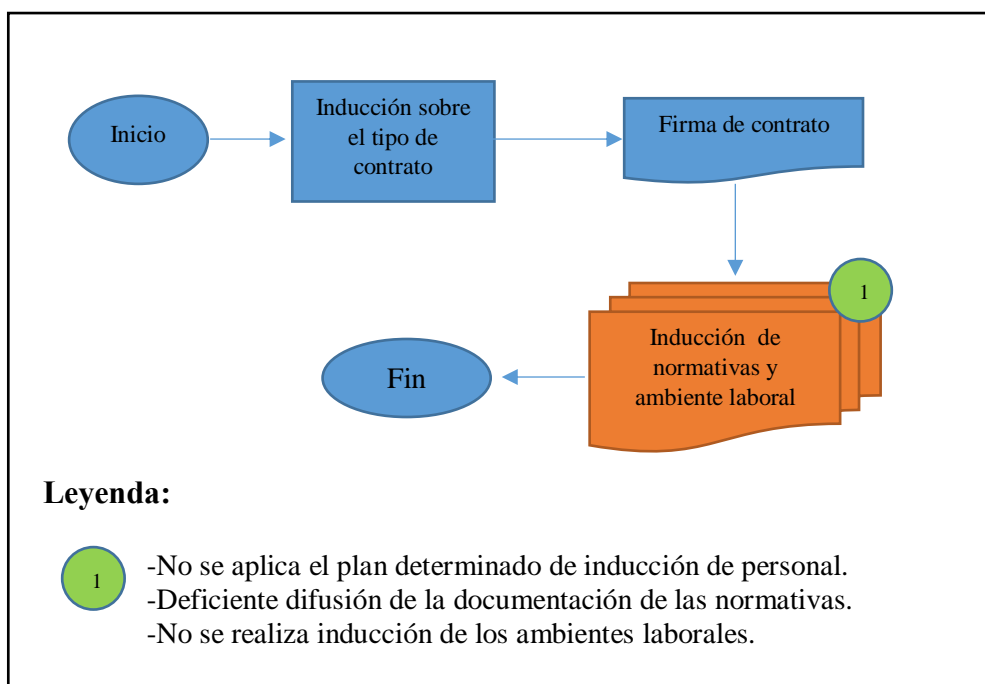 Inicio
Inducción sobre
el tipo de
contrato
Firma de contrato
1
Inducción de
normativas y
ambiente laboral
Fin
Leyenda:
1
-No se aplica el plan determinado de inducción de personal.
-Deficiente difusión de la documentación de las normativas.
-No se realiza inducción de los ambientes laborales.